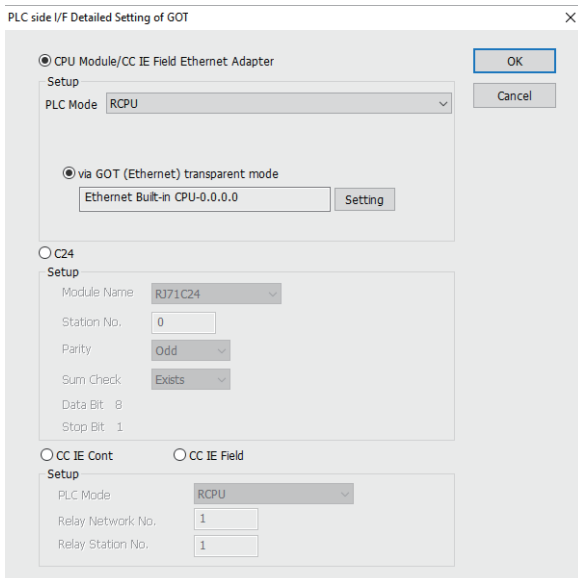 PLC side I/F Detailed Setting of GOT
CPU Module/CC IE Field Ethernet Adapter
OK
Setup
PLC Mode RCPU
Cancel
via GOT (Ethernet) transparent mode
Ethernet Built-in CPU-0.0.0.0
Setting
C24
Setup
Module Name RJ71C24
Station No. 0
Parity Odd
Sum Check Exists
Data Bit 8
Stop Bit 1
CC IE Cont CC IE Field
Setup
PLC Mode RCPU
Relay Network No. 1
Relay Station No. 1